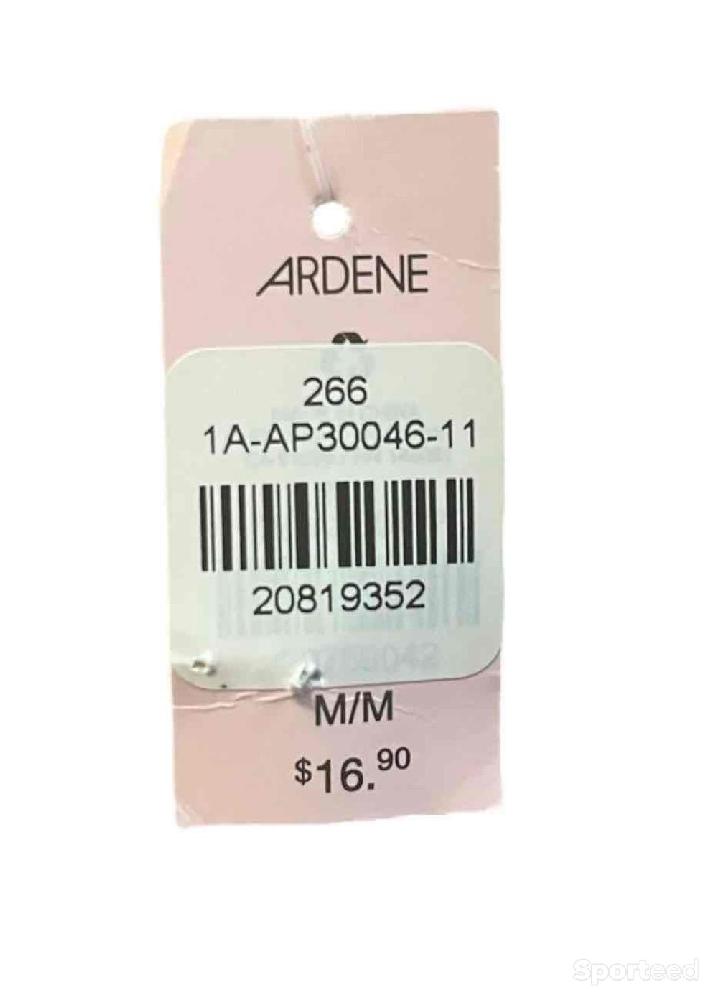 ARDENE
266
1A-AP30046-11
20819352
M/M
$16.90
Sporteed